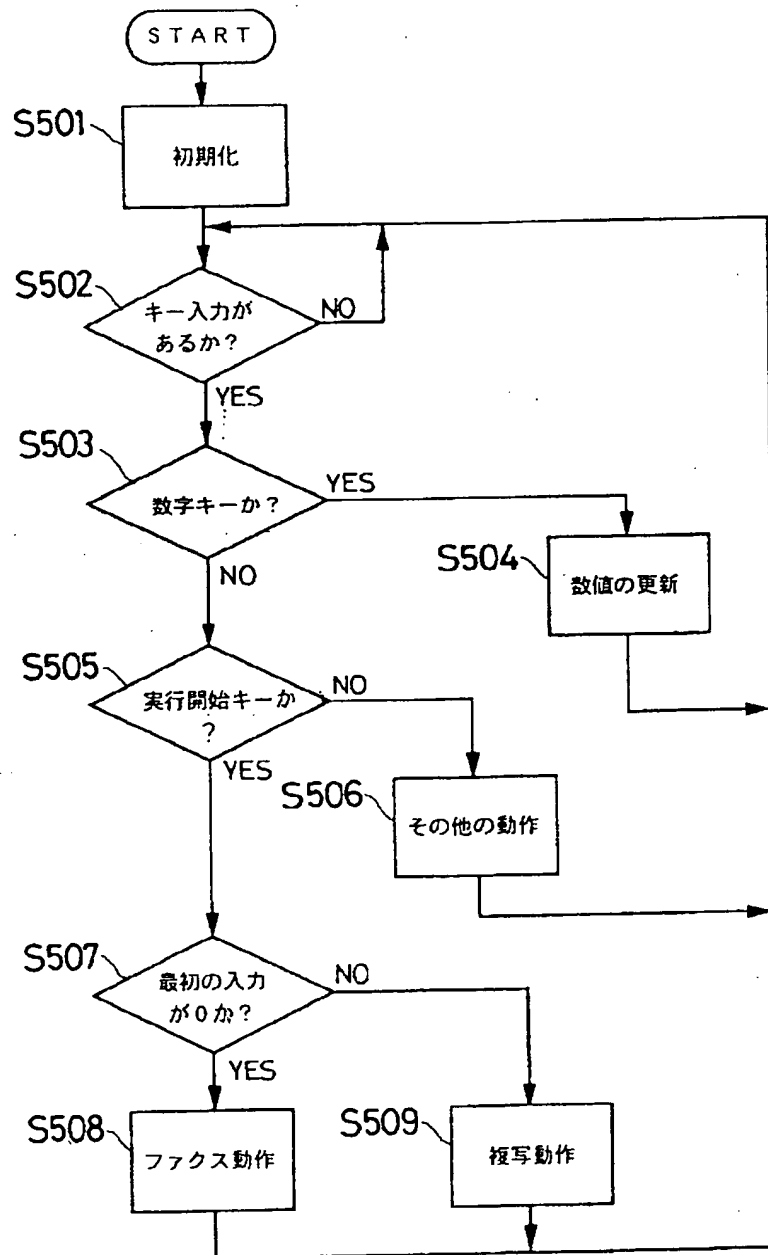 START
S501
初期化
S502
キー入力が
あるか？
NO
YES
S503
数字キーか？
YES
NO
S504
数値の更新
S505
実行開始キーか
？
NO
YES
S506
その他の動作
S507
最初の入力
が0か？
NO
YES
S508
ファクス動作
S509
複写動作